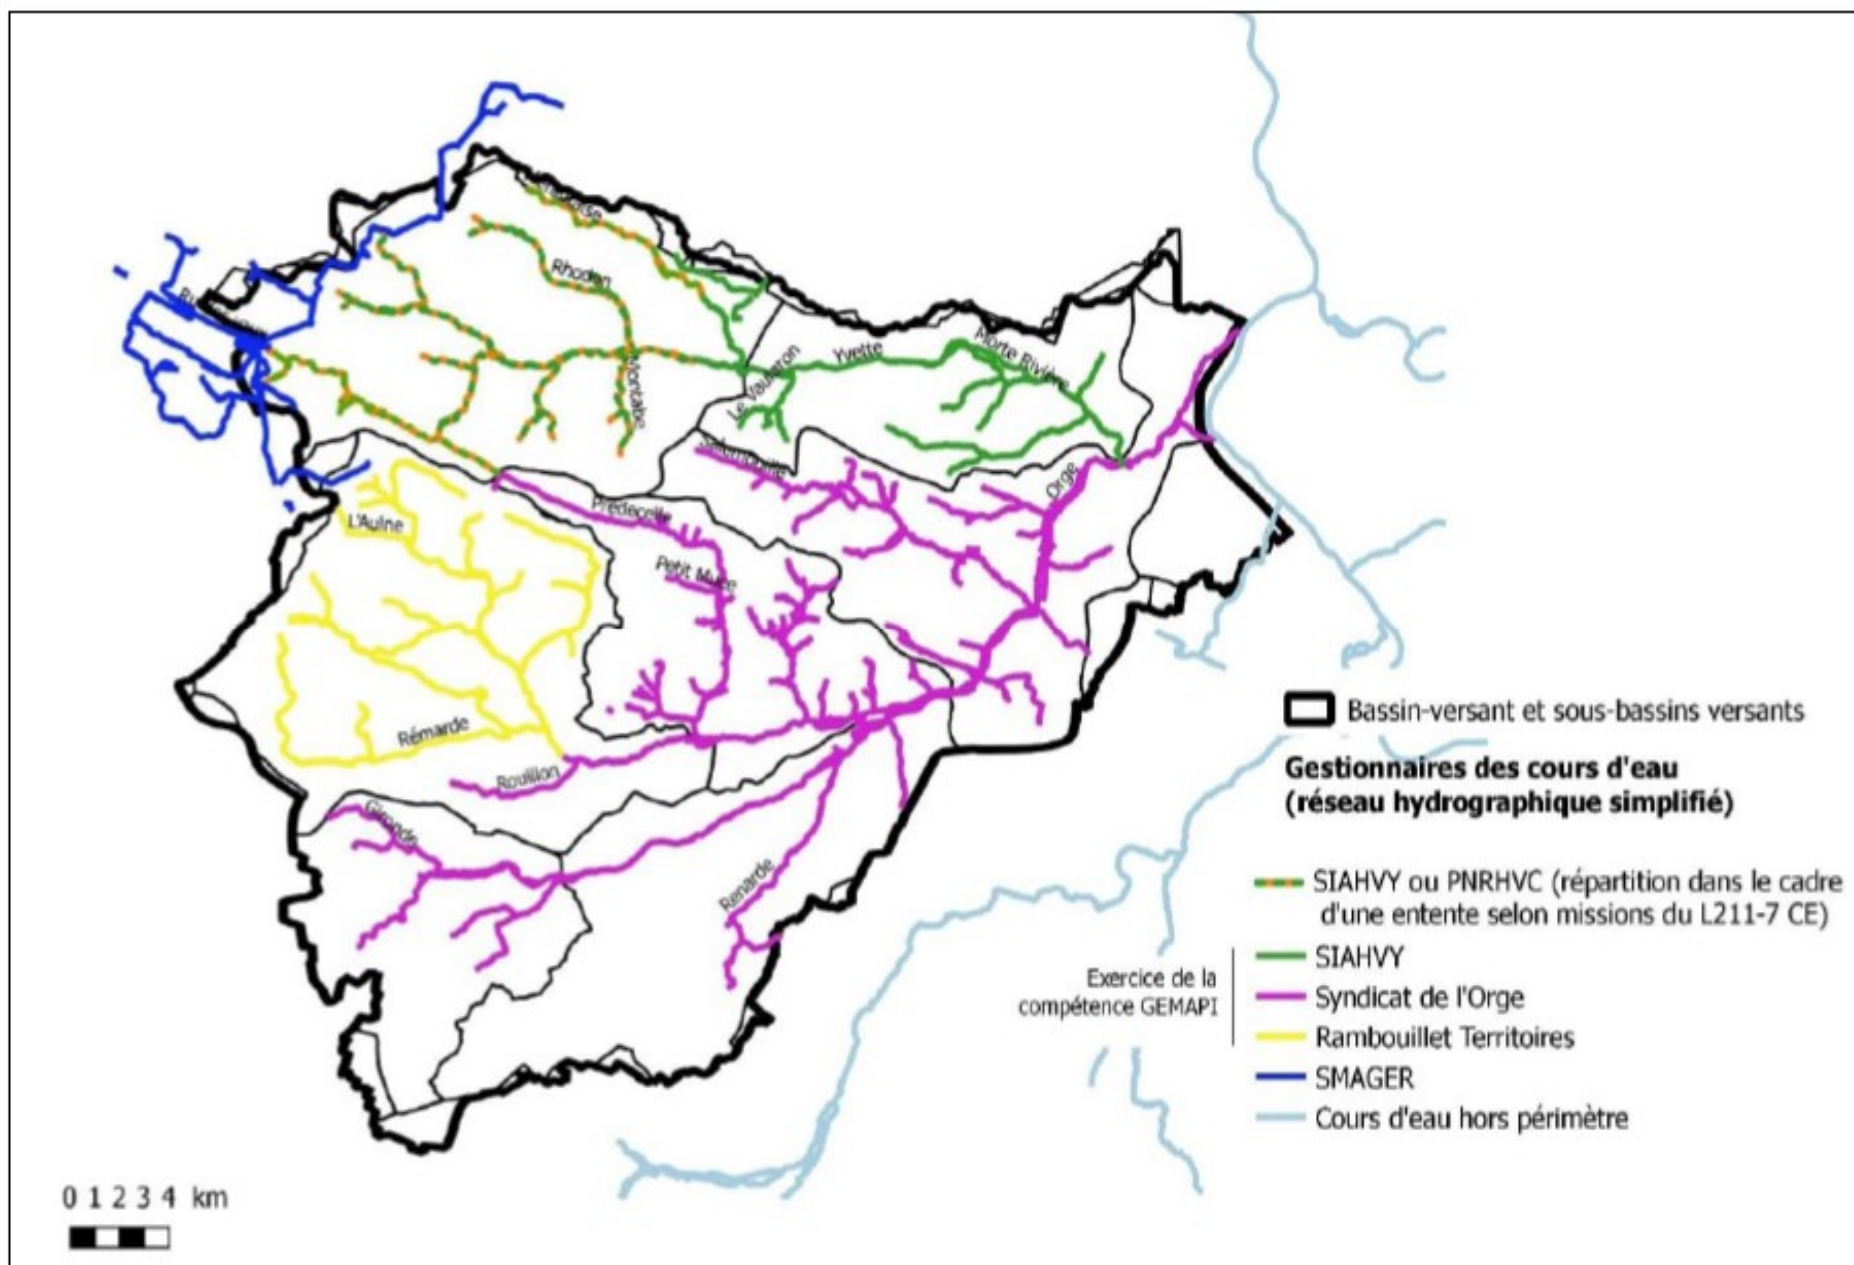 Rhodon
Montabé
Le Vaularon
Yvette
Morte Rivière
Salemouille
Orge
Prédecelle
Petit Muce
L'Aulne
Rémarde
Rouillon
Gironde
Renarde
Bassin-versant et sous-bassins versants
Gestionnaires des cours d'eau
(réseau hydrographique simplifié)
SIAHVY ou PNRHVC (répartition dans le cadre
d'une entente selon missions du L211-7 CE)
Exercice de la
compétence GEMAPI
SIAHVY
Syndicat de l'Orge
Rambouillet Territoires
SMAGER
Cours d'eau hors périmètre
0 1 2 3 4 km